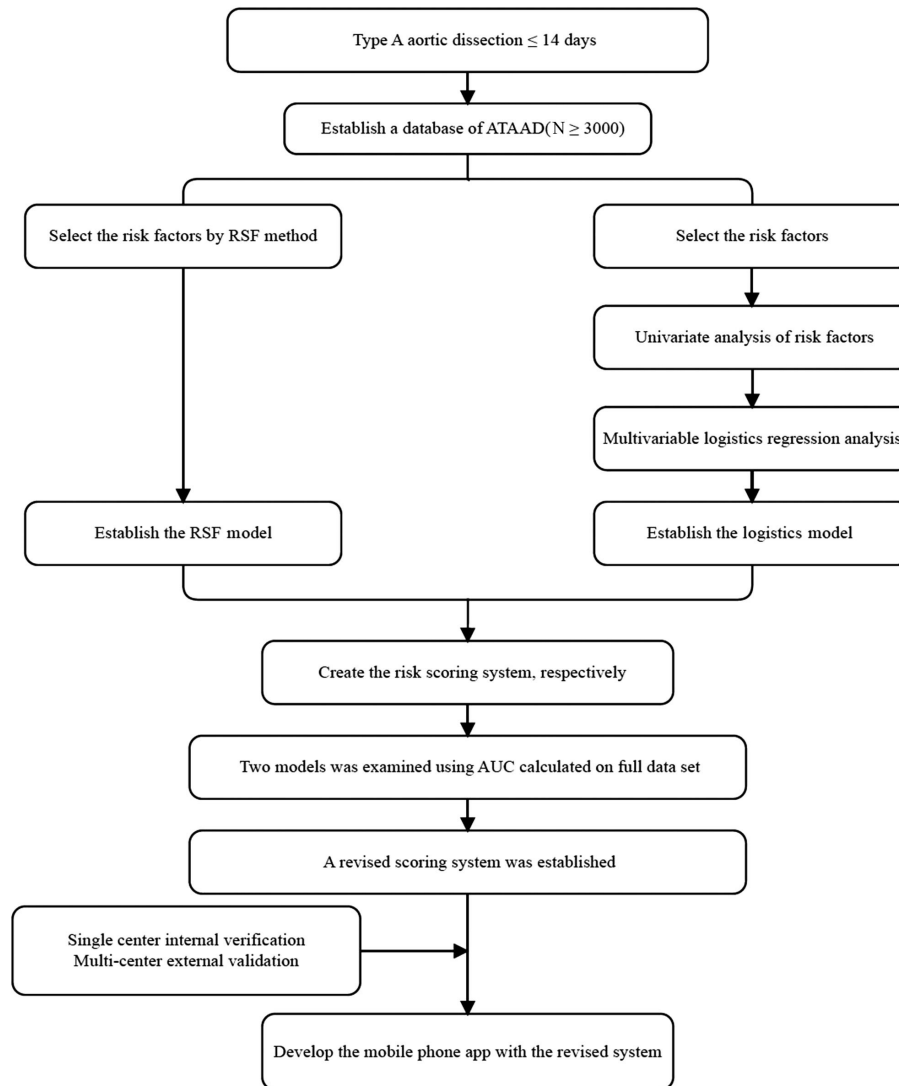 Type A aortic dissection ≤ 14 days
Establish a database of ATAAD(N ≥ 3000)
Select the risk factors by RSF method
Select the risk factors
Univariate analysis of risk factors
Multivariable logistics regression analysis
Establish the RSF model
Establish the logistics model
Create the risk scoring system, respectively
Two models was examined using AUC calculated on full data set
A revised scoring system was established
Single center internal verification
Multi-center external validation
Develop the mobile phone app with the revised system